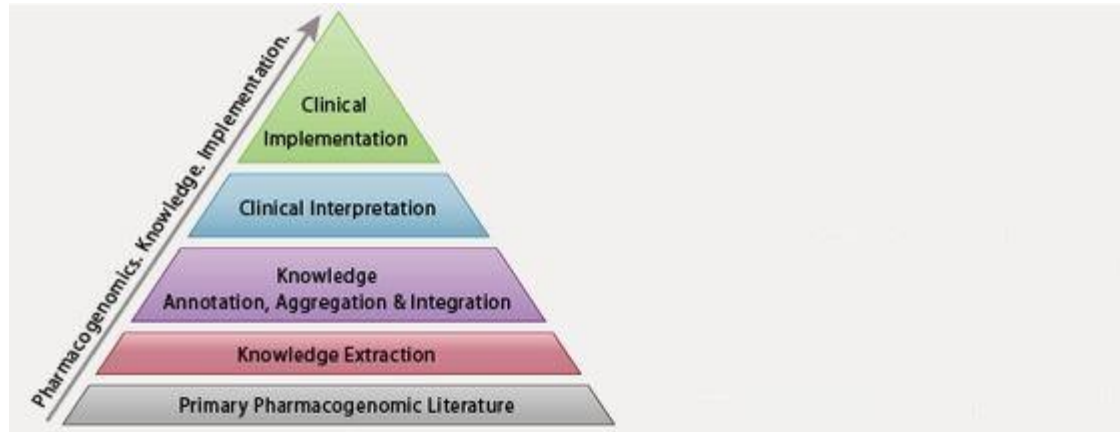 Pharmacogenomics. Knowledge. Implementation.
Clinical
Implementation
Clinical Interpretation
Knowledge
Annotation, Aggregation & Integration
Knowledge Extraction
Primary Pharmacogenomic Literature